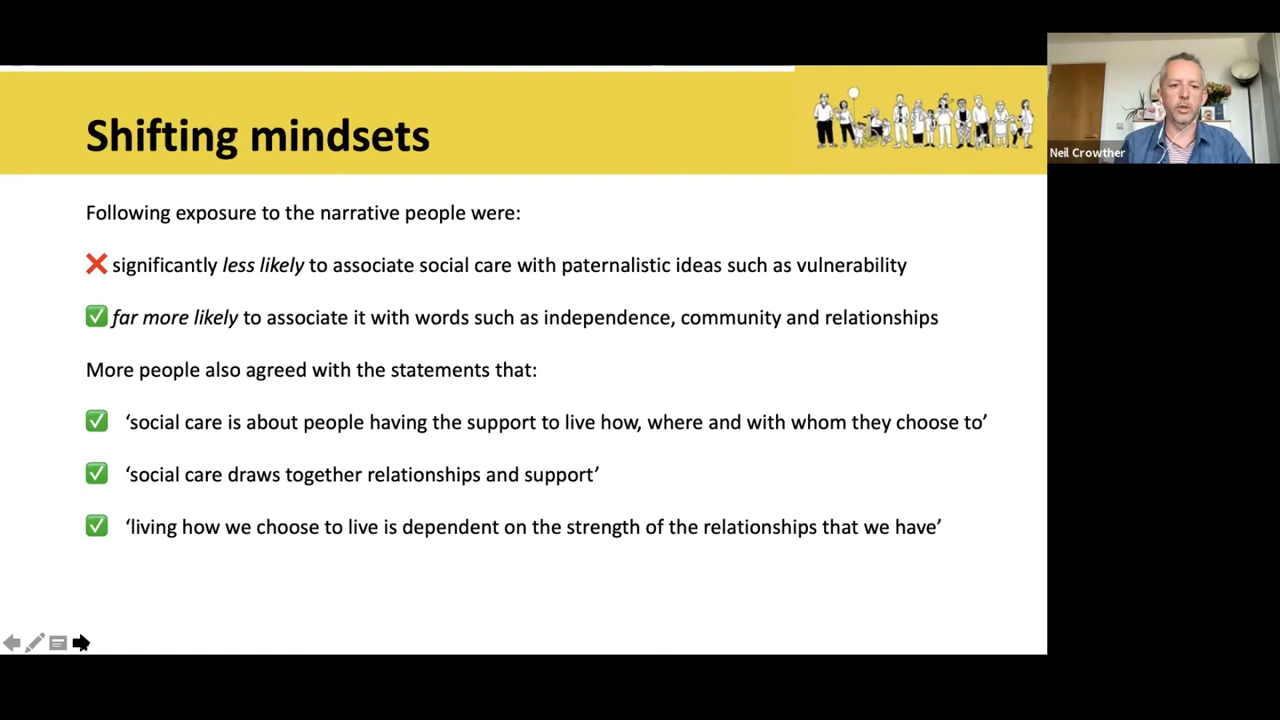 Shifting mindsets
Following exposure to the narrative people were:
❌ significantly less likely to associate social care with paternalistic ideas such as vulnerability
✅ far more likely to associate it with words such as independence, community and relationships
More people also agreed with the statements that:
✅ ‘social care is about people having the support to live how, where and with whom they choose to’
✅ ‘social care draws together relationships and support’
✅ ‘living how we choose to live is dependent on the strength of the relationships that we have’
Neil Crowther